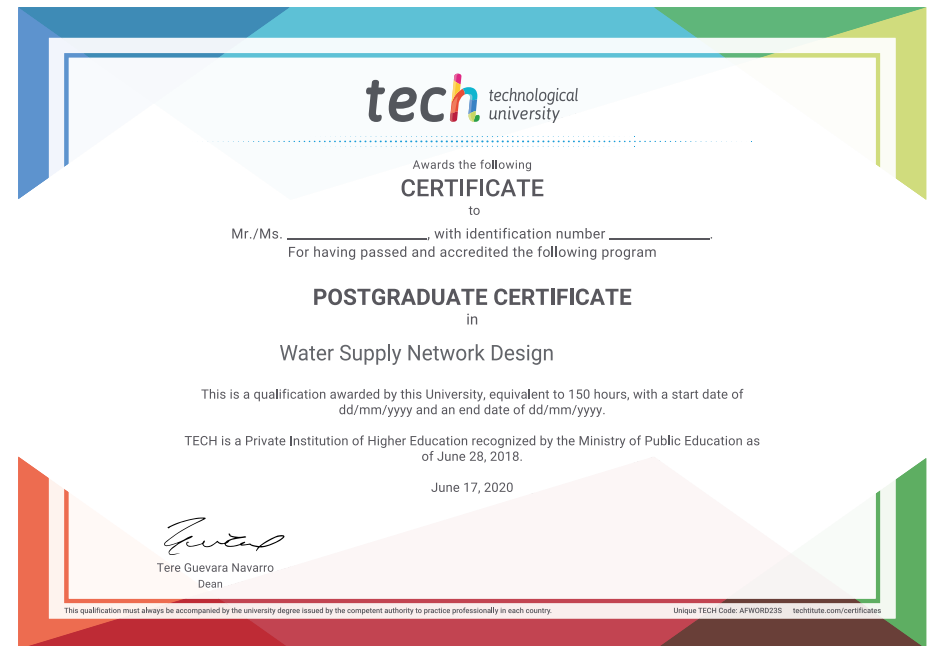 tech technological
university
Awards the following
CERTIFICATE
to
Mr./Ms. ____________________, with identification number ______________.
For having passed and accredited the following program
POSTGRADUATE CERTIFICATE
in
Water Supply Network Design
This is a qualification awarded by this University, equivalent to 150 hours, with a start date of
dd/mm/yyyy and an end date of dd/mm/yyyy.
TECH is a Private Institution of Higher Education recognized by the Ministry of Public Education as
of June 28, 2018.
June 17, 2020
Tere Guevara Navarro
Dean
This qualification must always be accompanied by the university degree issued by the competent authority to practice professionally in each country.
Unique TECH Code: AFWORD23S techtitute.com/certificates